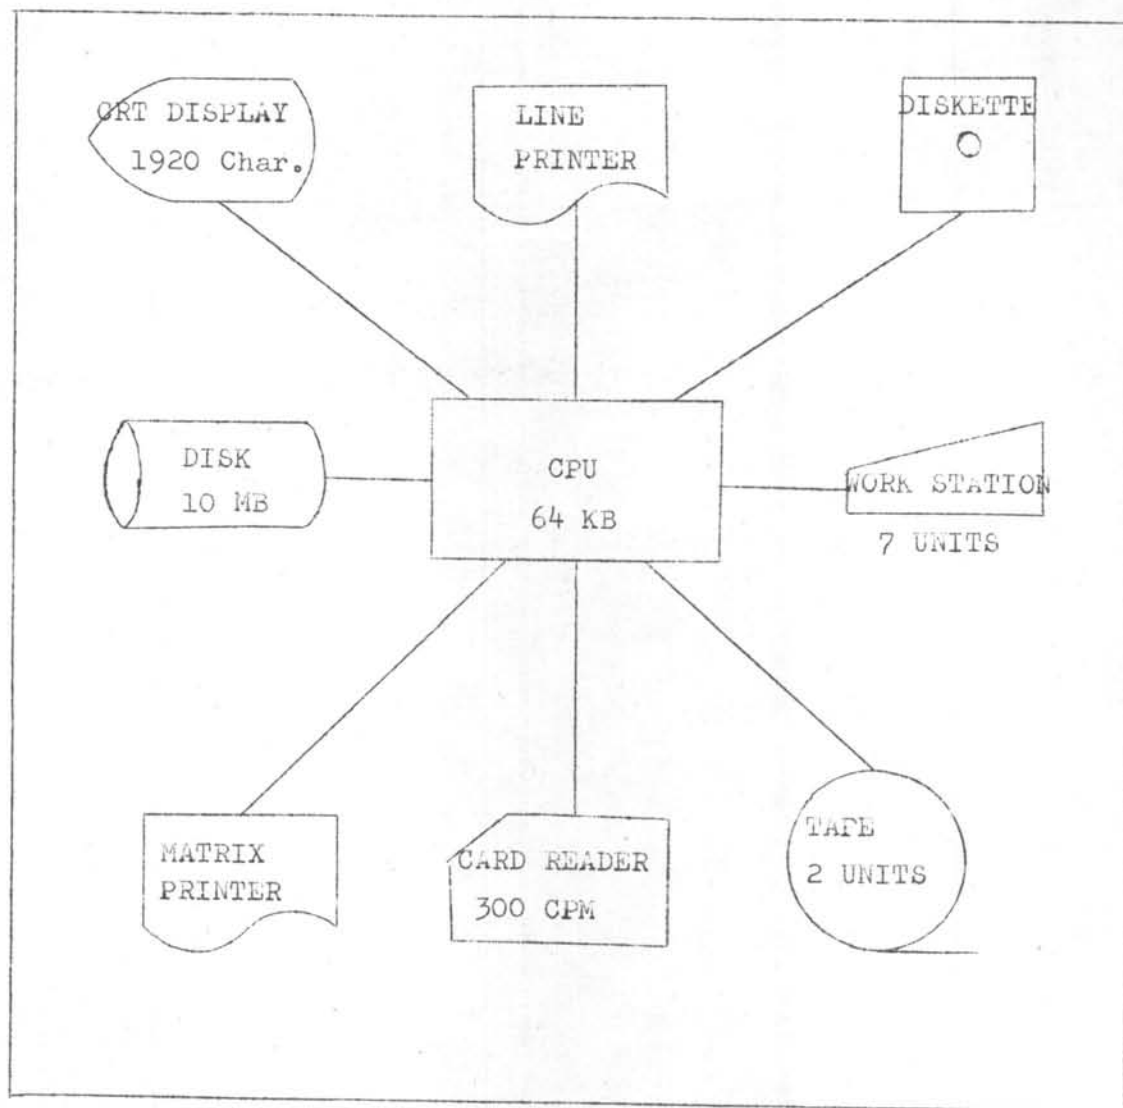 CRT DISPLAY
1920 Char.
LINE
PRINTER
DISKETTE
DISK
10 MB
CPU
64 KB
WORK STATION
7 UNITS
MATRIX
PRINTER
CARD READER
300 CPM
TAPE
2 UNITS